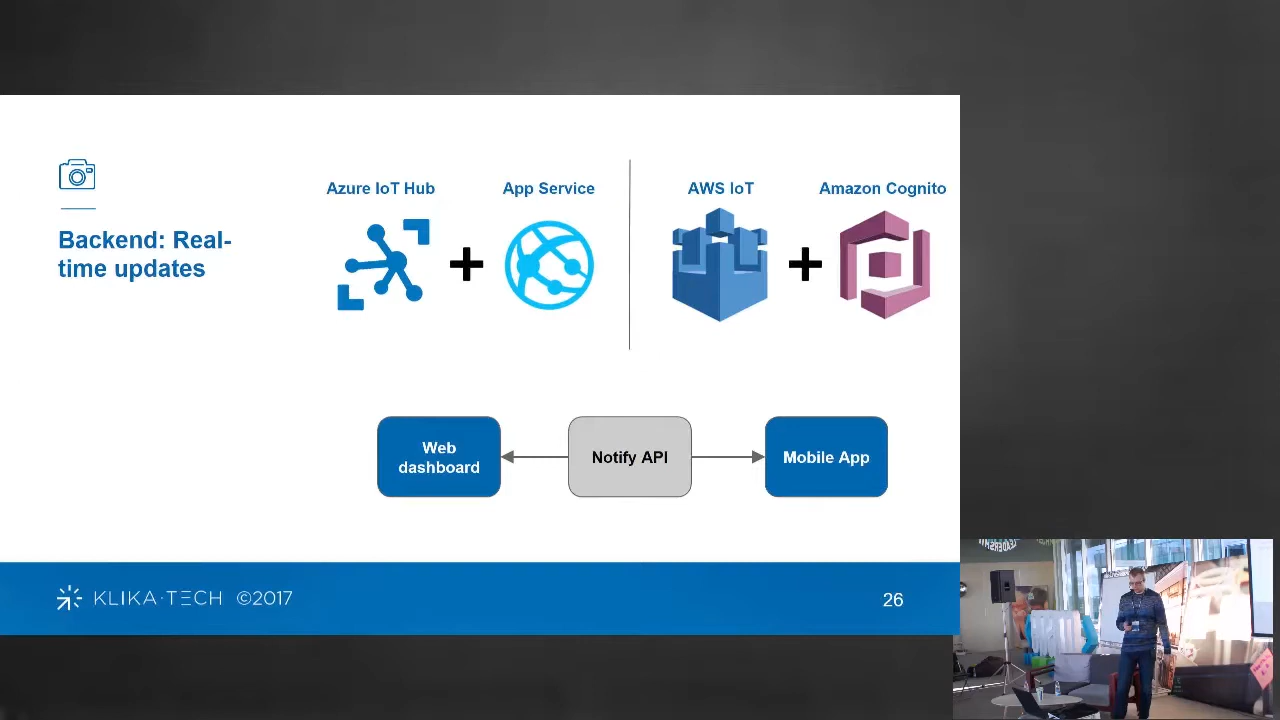 Backend: Real-
time updates
Azure IoT Hub
App Service
AWS IoT
Amazon Cognito
Web
dashboard
Notify API
Mobile App
KLIKA·TECH ©2017
26